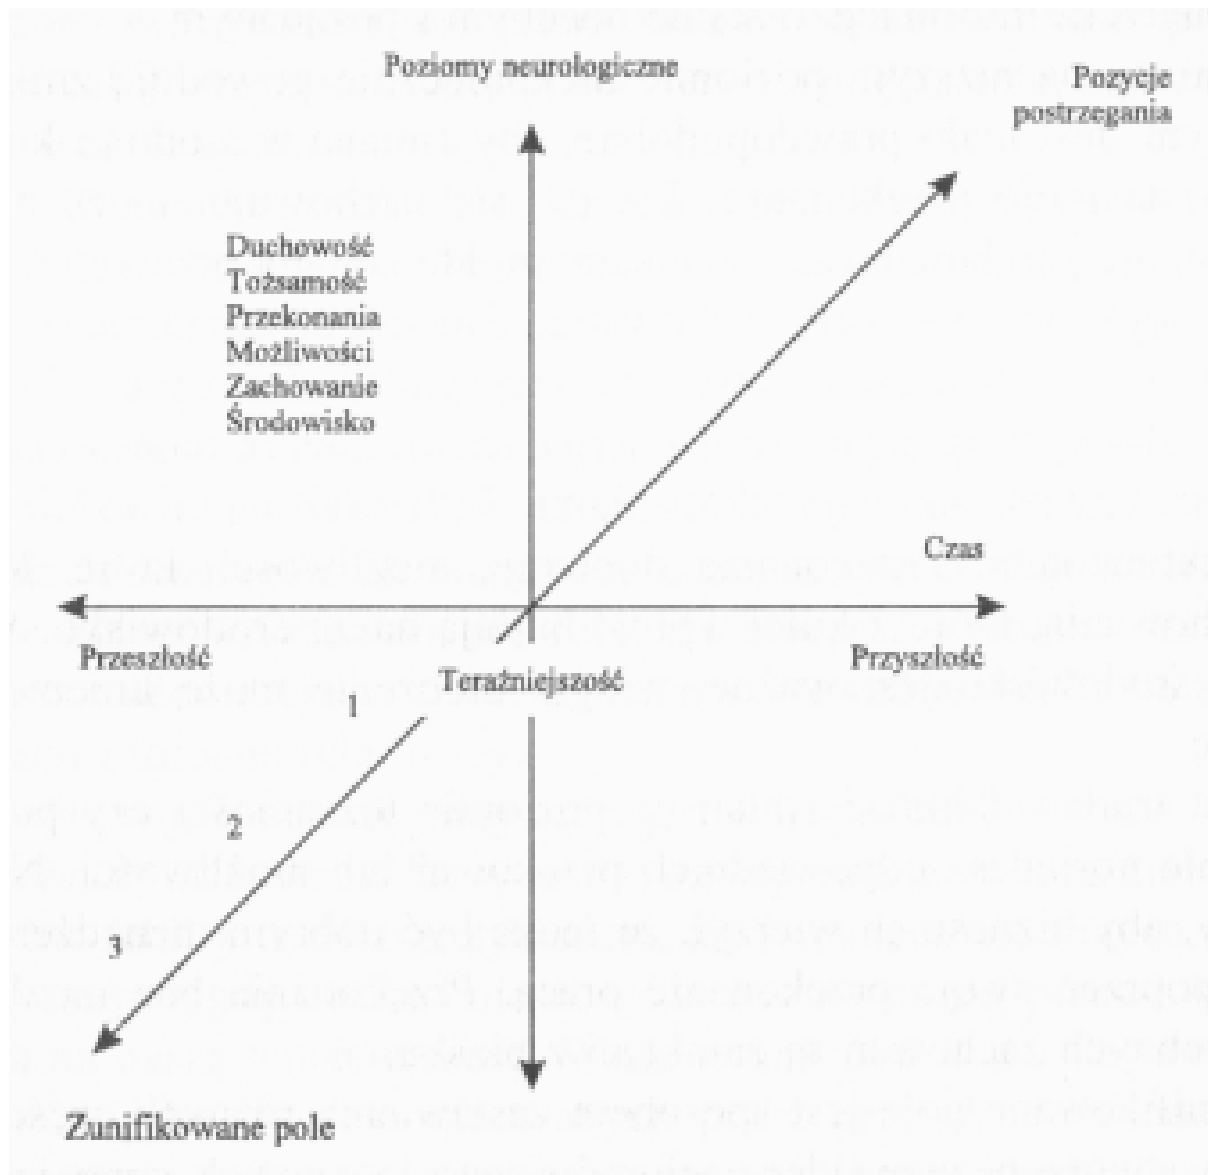 Poziomy neurologiczne
Pozycje
postrzegania
Duchowość
Tożsamość
Przekonania
Możliwości
Zachowanie
Środowisko
Czas
Przeszłość
Teraźniejszość
Przyszłość
1
2
3
Zunifikowane pole